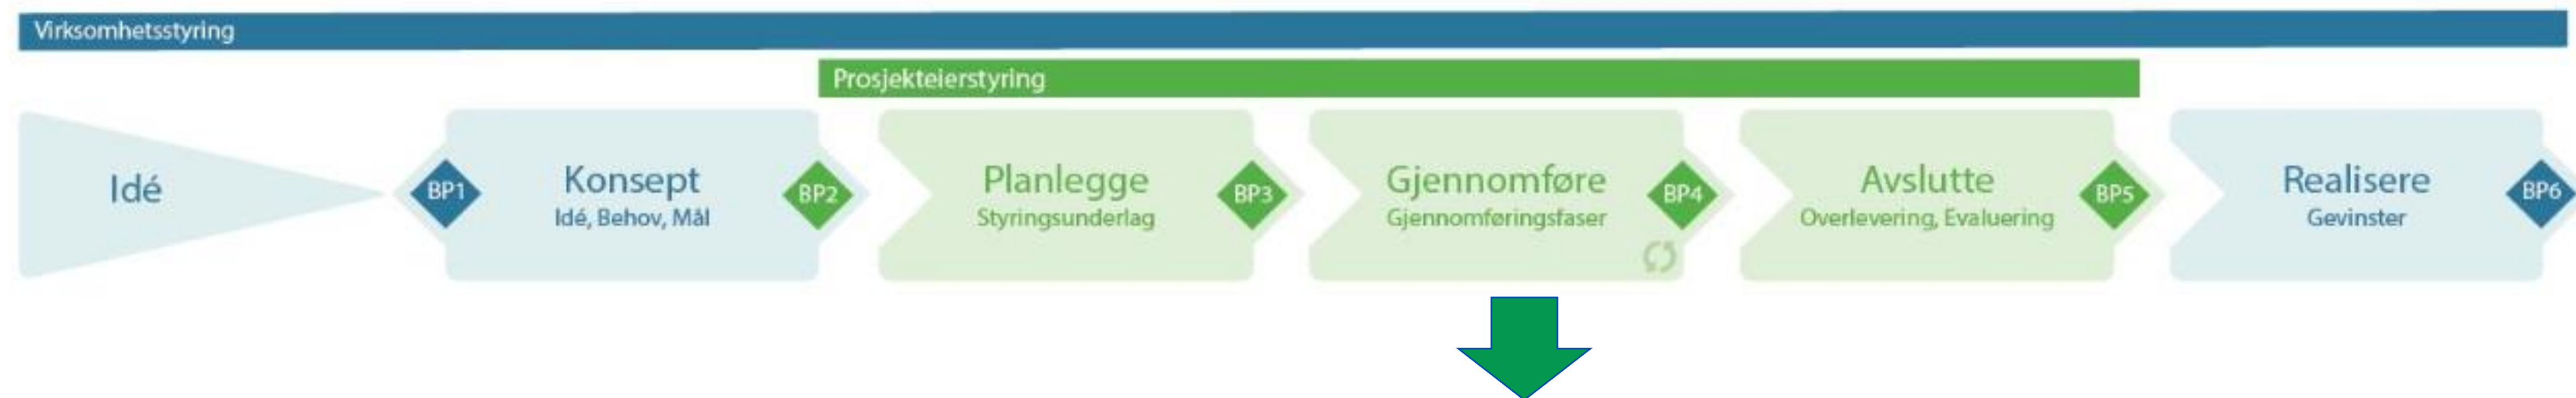 Virksomhetsstyring
Prosjekteierstyring
Idé
BP1
Konsept
Idé, Behov, Mål
BP2
Planlegge
Styringsunderlag
BP3
Gjennomføre
Gjennomføringsfaser
BP4
Avslutte
Overlevering, Evaluering
BP5
Realisere
Gevinster
BP6